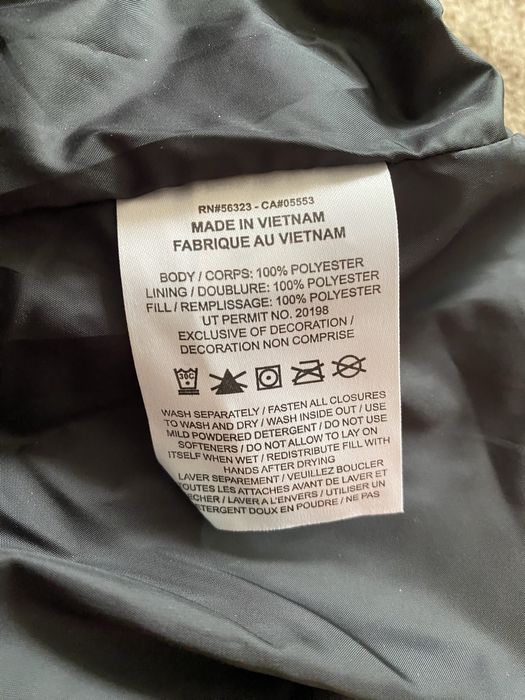 RN#56323 - CA#05553
MADE IN VIETNAM
FABRIQUE AU VIETNAM
BODY / CORPS: 100% POLYESTER
LINING / DOUBLURE: 100% POLYESTER
FILL / REMPLISSAGE: 100% POLYESTER
UT PERMIT NO. 20198
EXCLUSIVE OF DECORATION /
DECORATION NON COMPRISE
30C
WASH SEPARATELY / FASTEN ALL CLOSURES
TO WASH AND DRY / WASH INSIDE OUT / USE
MILD POWDERED DETERGENT / DO NOT USE
SOFTENERS / DO NOT ALLOW TO LAY ON
ITSELF WHEN WET / REDISTRIBUTE FILL WITH
HANDS AFTER DRYING
LAVER SEPAREMENT / VEUILLEZ BOUCLER
TOUTES LES ATTACHES AVANT DE LAVER ET
ECHER / LAVER A L'ENVERS / UTILISER UN
ETERGENT DOUX EN POUDRE / NE PAS